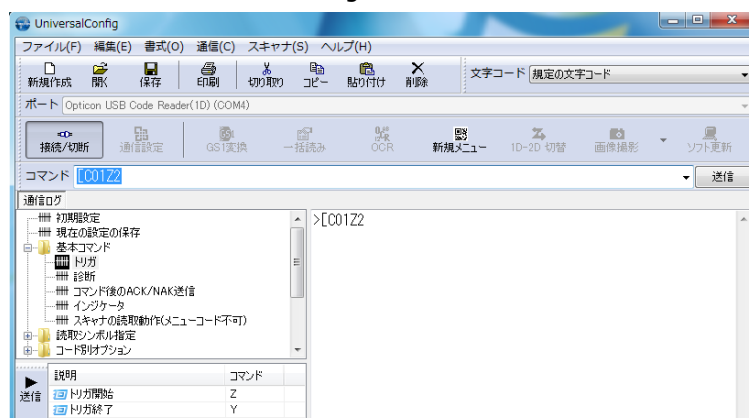 UniversalConfig
ファイル(F) 編集(E) 書式(O) 通信(C) スキャナ(S) ヘルプ(H)
新規作成 開く 保存 印刷 切り取り コピー 貼り付け 削除 文字コード 規定の文字コード
ポート Opticon USB Code Reader(1D) (COM4)
接続/切断 通信設定 GS1変換 一括読み OCR 新規メニュー 1D-2D 切替 画像撮影 ソフト更新
コマンド [C01Z2 送信
通信ログ
初期設定
現在の設定の保存
基本コマンド
トリガ
診断
コマンド後のACK/NAK送信
インジケータ
スキャナの読取動作(メニューコード不可)
読取シンボル指定
コード別オプション
>[C01Z2
送信
説明 コマンド
トリガ開始 Z
トリガ終了 Y